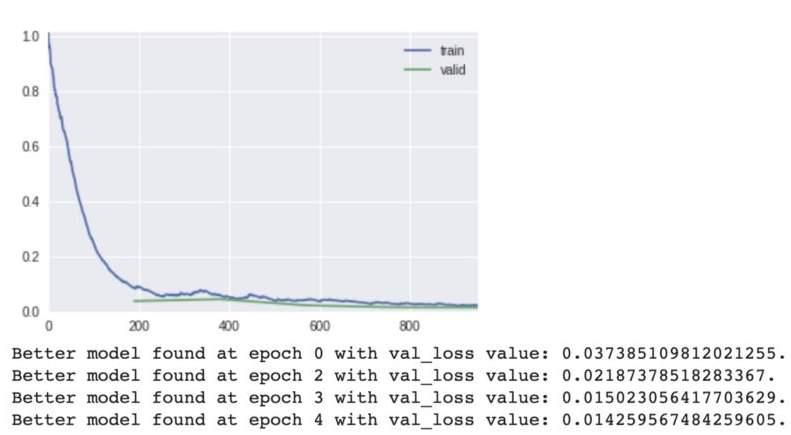 1.0
train
valid
0.8
0.6
0.4
0.2
0.0
0 200 400 600 800
Better model found at epoch 0 with val_loss value: 0.037385109812021255.
Better model found at epoch 2 with val_loss value: 0.02187378518283367.
Better model found at epoch 3 with val_loss value: 0.015023056417703629.
Better model found at epoch 4 with val_loss value: 0.014259567484259605.